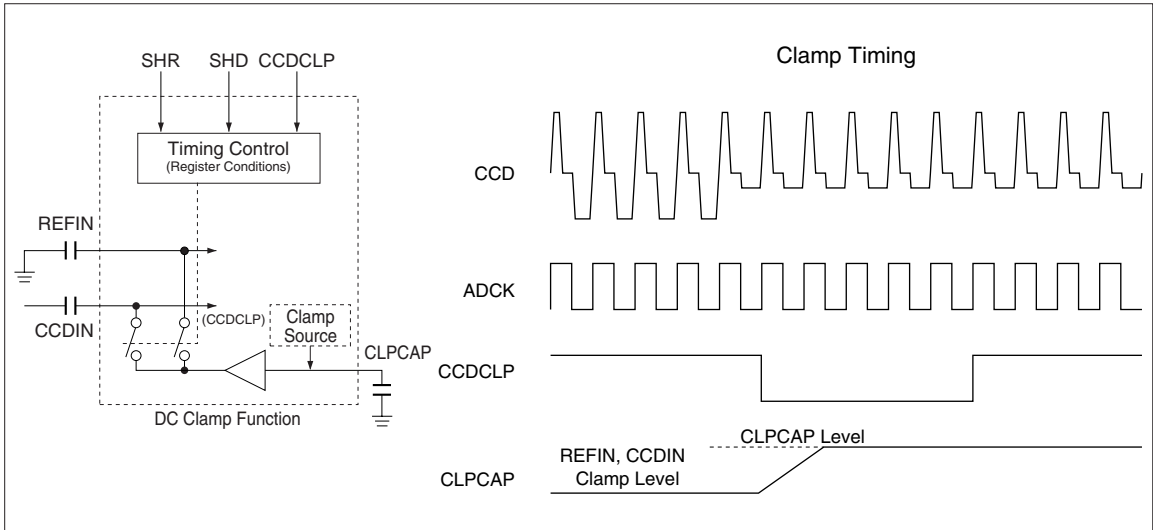 SHR SHD CCDCLP
Timing Control
(Register Conditions)
REFIN
CCDIN
(CCDCLP)
Clamp
Source
CLPCAP
DC Clamp Function
Clamp Timing
CCD
ADCK
CCDCLP
CLPCAP Level
REFIN, CCDIN
Clamp Level
CLPCAP